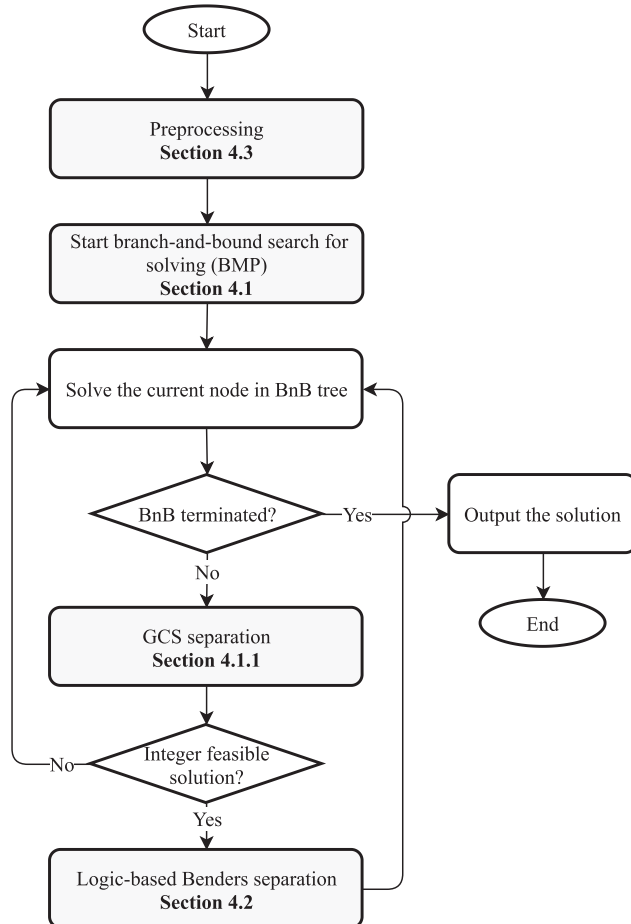 Start
Preprocessing
Section 4.3
Start branch-and-bound search for
solving (BMP)
Section 4.1
Solve the current node in BnB tree
BnB terminated?
Yes
Output the solution
No
End
GCS separation
Section 4.1.1
Integer feasible
solution?
No
Yes
Logic-based Benders separation
Section 4.2